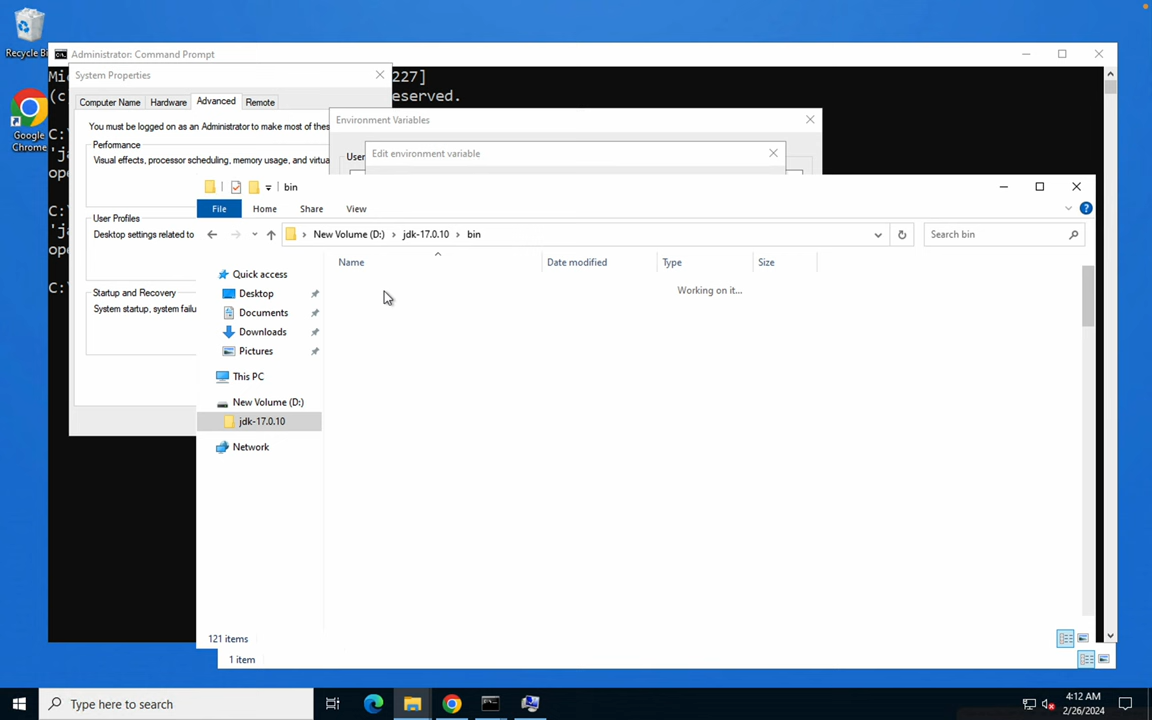 Recycle Bi
Google
Chrome
Administrator: Command Prompt
Mi
227]
(c
eserved.
C:\
'ja
ope
C:\
'ja
ope
C:\
System Properties
Computer Name
Hardware
Advanced
Remote
You must be logged on as an Administrator to make most of thes
Performance
Visual effects, processor scheduling, memory usage, and virtua
User Profiles
Desktop settings related to
Startup and Recovery
System startup, system failu
Environment Variables
User
Edit environment variable
bin
File
Home
Share
View
New Volume (D:)
jdk-17.0.10
bin
Search bin
Name
Date modified
Type
Size
Working on it...
Quick access
Desktop
Documents
Downloads
Pictures
This PC
New Volume (D:)
jdk-17.0.10
Network
121 items
1 item
Type here to search
4:12 AM
2/26/2024